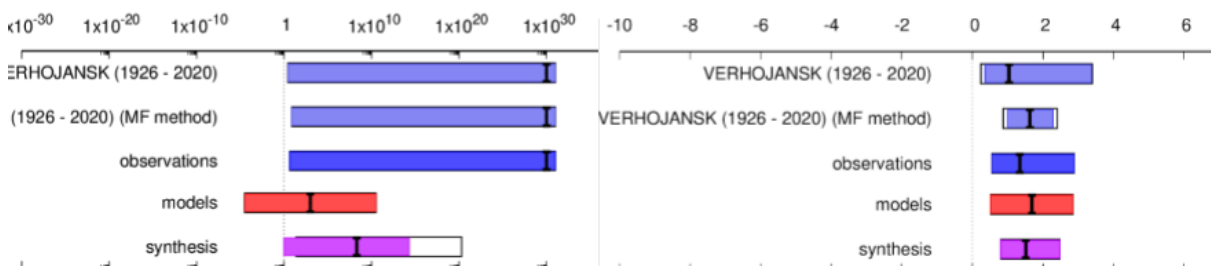 1x10-20 1x10-10 1 1x10^10 1x10^20 1x10^30
(1926 - 2020)
(1926 - 2020) (MF method)
observations
models
synthesis
-10 -8 -6 -4 -2 0 2 4 6
VERHOJANSK (1926 - 2020)
VERHOJANSK (1926 - 2020) (MF method)
observations
models
synthesis